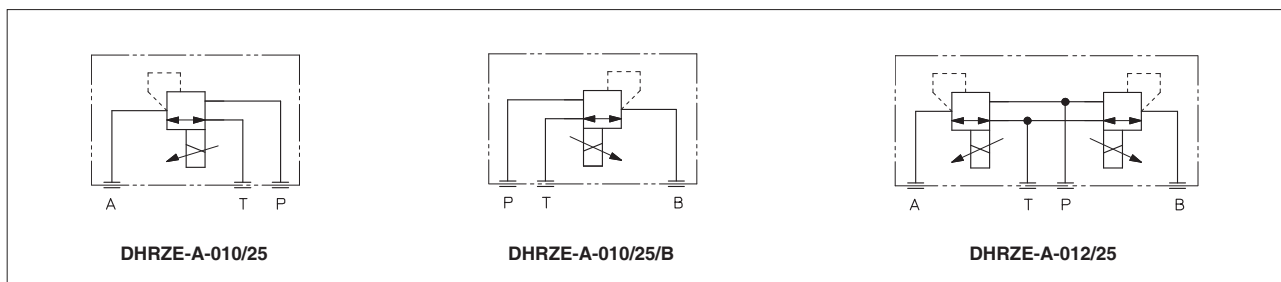 A T P
DHRZE-A-010/25
P T B
DHRZE-A-010/25/B
A T P B
DHRZE-A-012/25